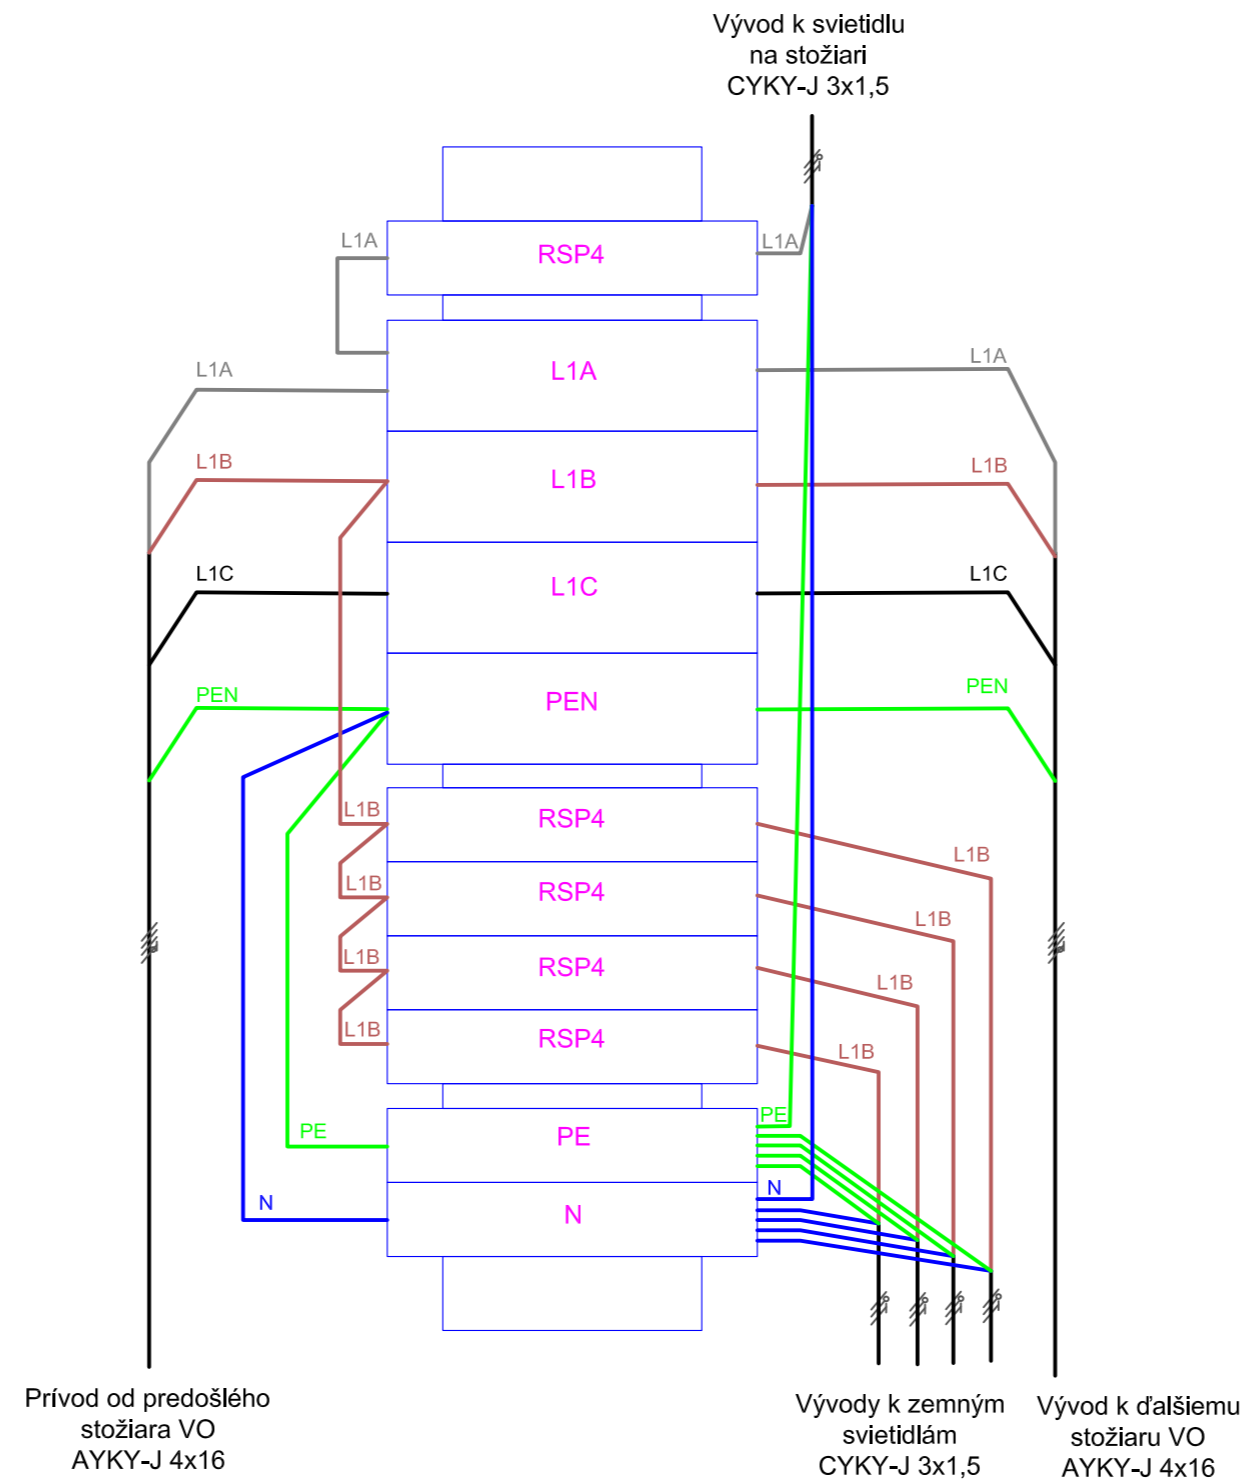 Vývod k svietidlu
na stožiari
CYKY-J 3x1,5
L1A
RSP4
L1A
L1A
L1A
L1A
L1B
L1B
L1B
L1C
L1C
L1C
PEN
PEN
PEN
L1B
RSP4
L1B
L1B
RSP4
L1B
L1B
RSP4
L1B
L1B
RSP4
L1B
PE
PE
PE
N
N
N
Prívod od predošlého
stožiara VO
AYKY-J 4x16
Vývody k zemným
svietidlám
CYKY-J 3x1,5
Vývod k ďalšiemu
stožiaru VO
AYKY-J 4x16